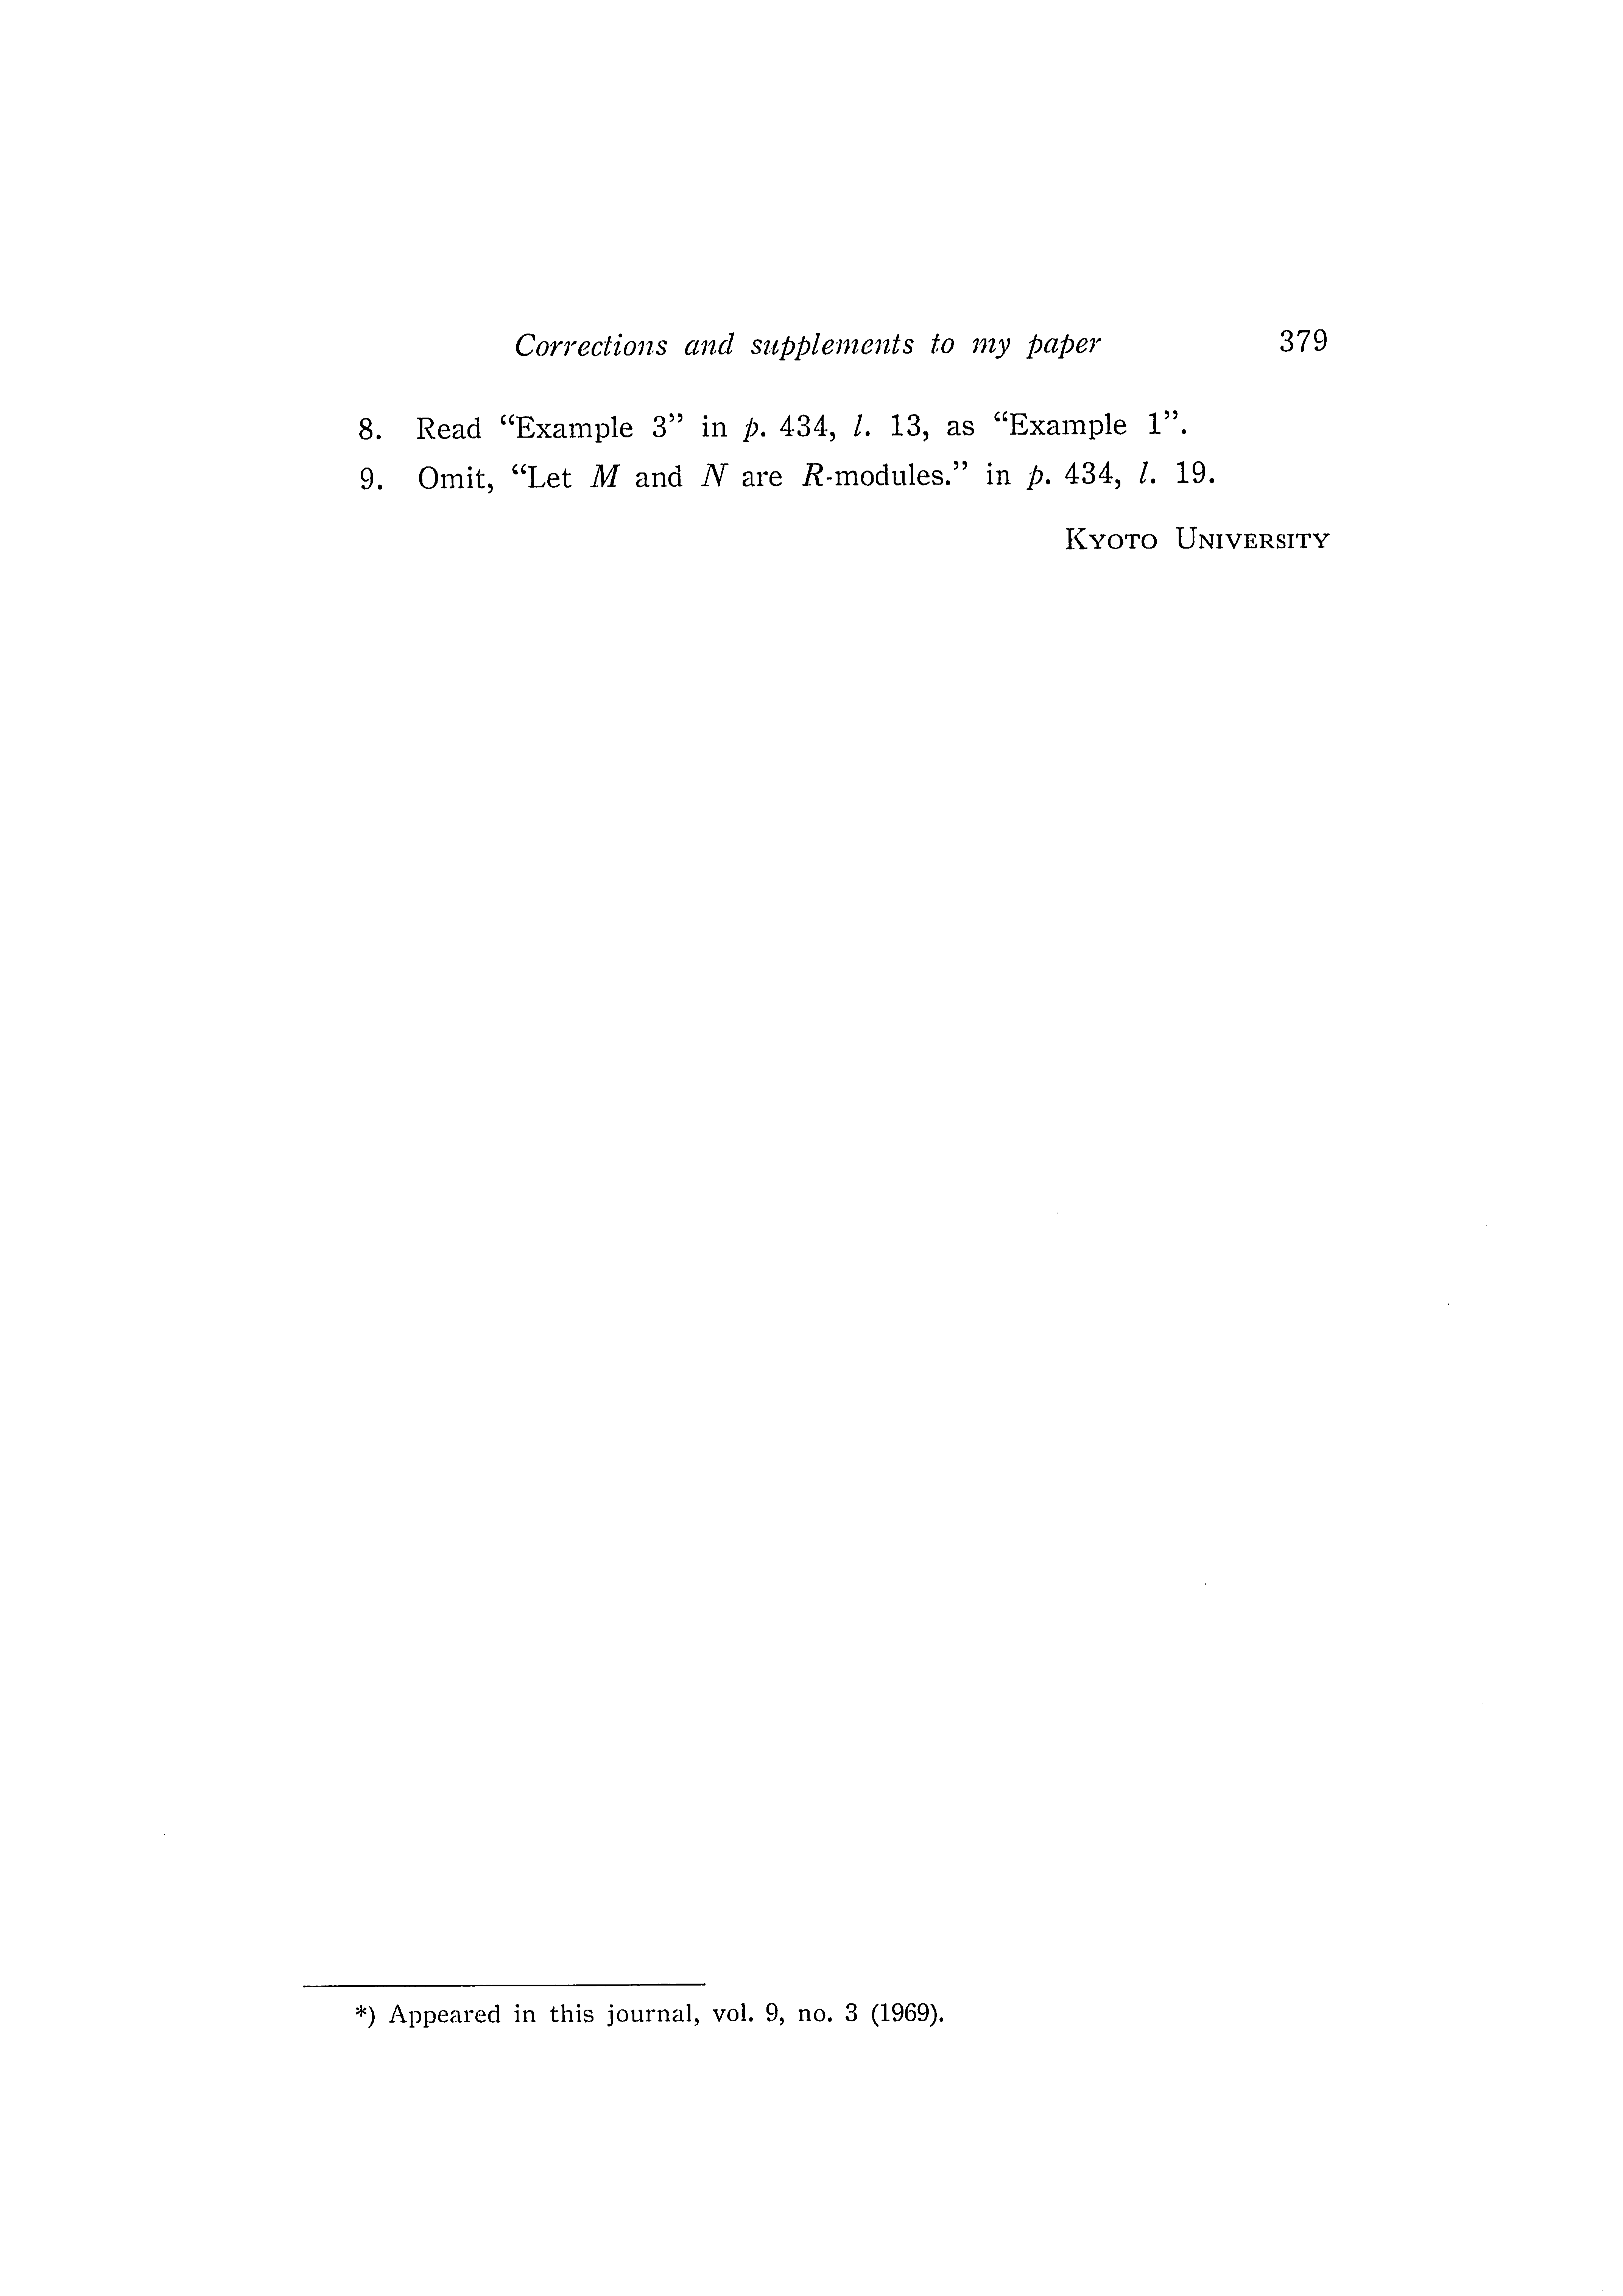 Corrections and supplements to my paper 379
8. Read “Example 3” in p. 434, l. 13, as “Example 1”.
9. Omit, “Let M and N are R-modules.” in p. 434, l. 19.
KYOTO UNIVERSITY
*) Appeared in this journal, vol. 9, no. 3 (1969).